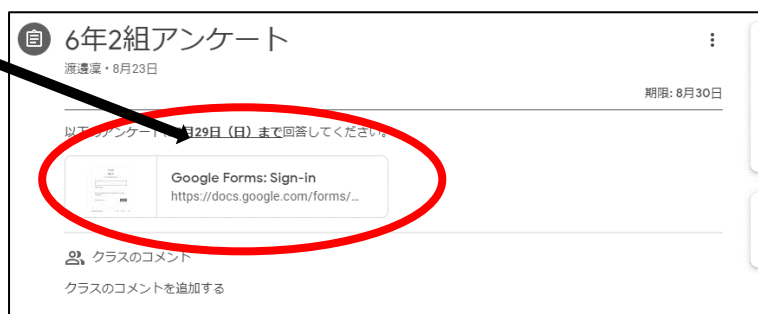 6年2組アンケート
渡邉凜・8月23日
期限: 8月30日
以下のアンケート 月29日（日）まで回答してください。
Google Forms: Sign-in
https://docs.google.com/forms/…
クラスのコメント
クラスのコメントを追加する